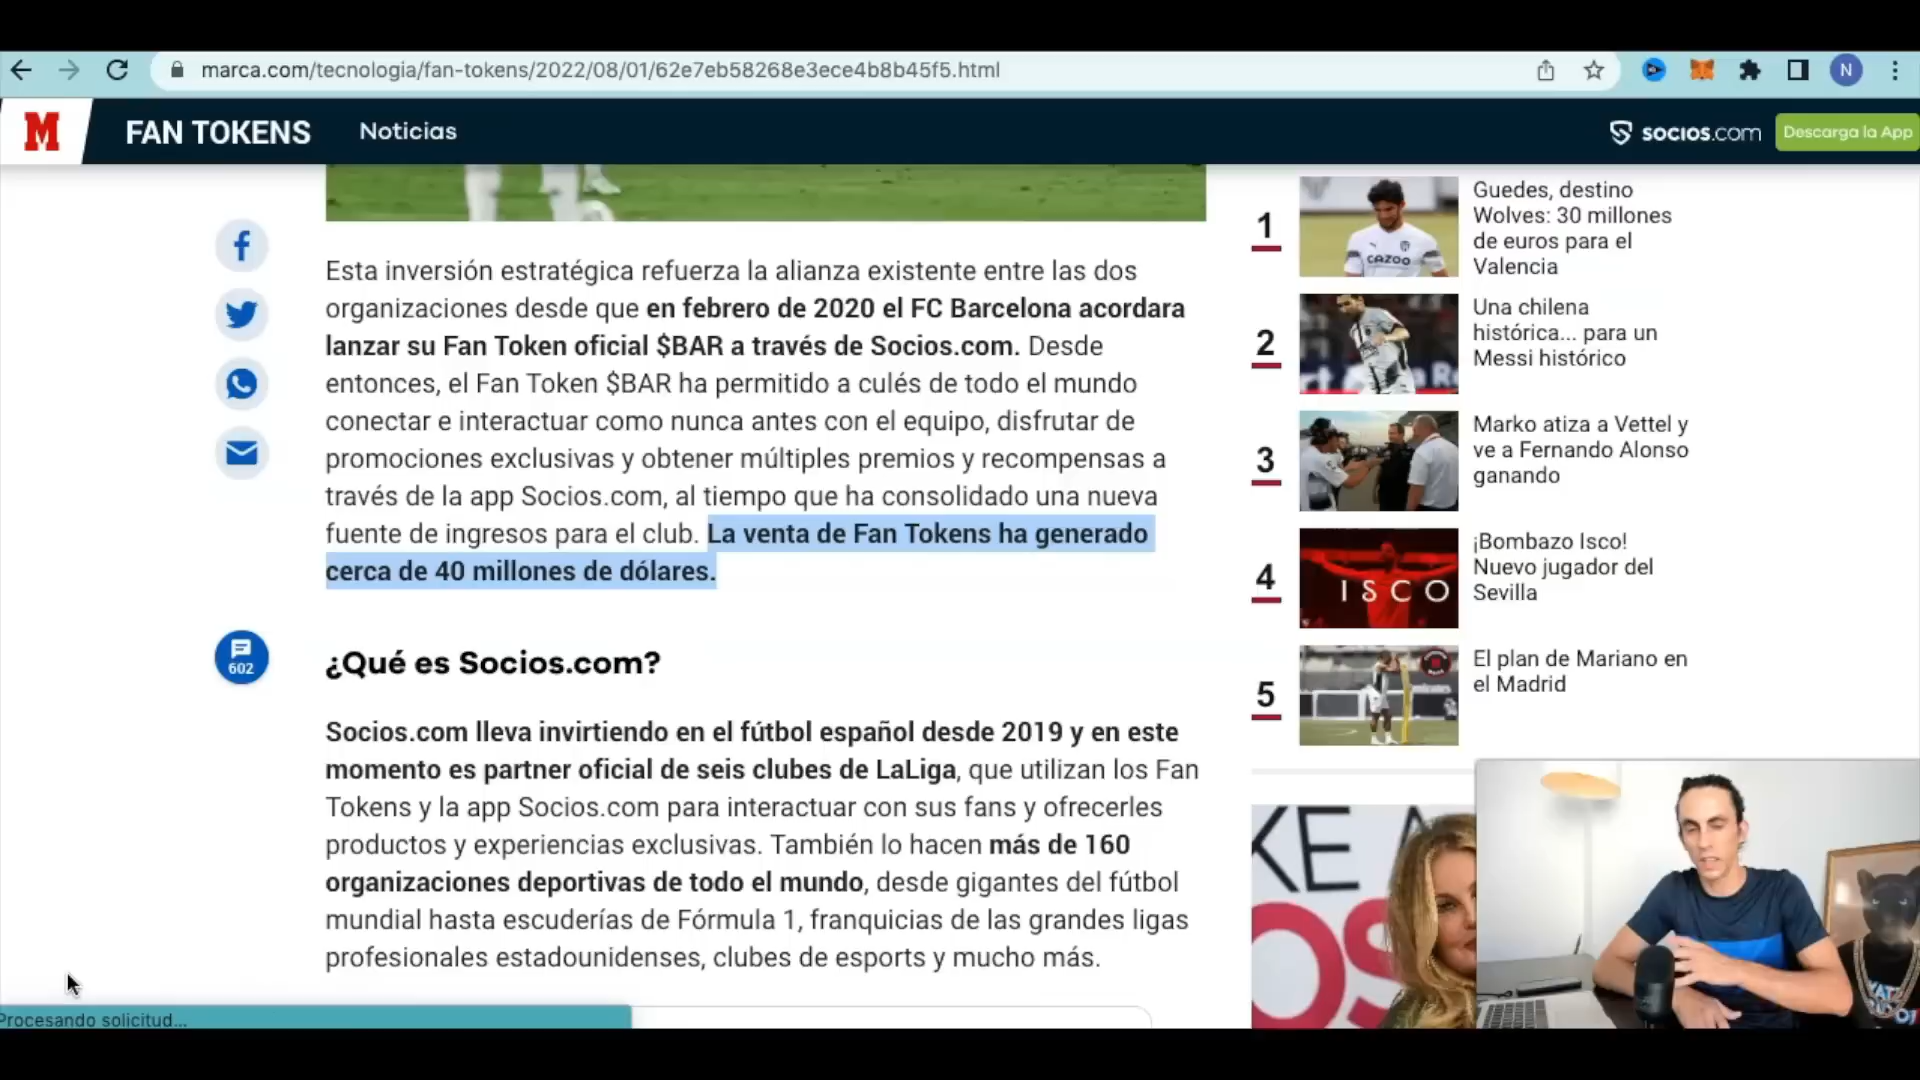 marca.com/tecnologia/fan-tokens/2022/08/01/62e7eb58268e3ece4b8b45f5.html
N
M
FAN TOKENS
Noticias
socios.com
Descarga la App
Esta inversión estratégica refuerza la alianza existente entre las dos
organizaciones desde que en febrero de 2020 el FC Barcelona acordara
lanzar su Fan Token oficial $BAR a través de Socios.com. Desde
entonces, el Fan Token $BAR ha permitido a culés de todo el mundo
conectar e interactuar como nunca antes con el equipo, disfrutar de
promociones exclusivas y obtener múltiples premios y recompensas a
través de la app Socios.com, al tiempo que ha consolidado una nueva
fuente de ingresos para el club. La venta de Fan Tokens ha generado
cerca de 40 millones de dólares.
602
¿Qué es Socios.com?
Socios.com lleva invirtiendo en el fútbol español desde 2019 y en este
momento es partner oficial de seis clubes de LaLiga, que utilizan los Fan
Tokens y la app Socios.com para interactuar con sus fans y ofrecerles
productos y experiencias exclusivas. También lo hacen más de 160
organizaciones deportivas de todo el mundo, desde gigantes del fútbol
mundial hasta escuderías de Fórmula 1, franquicias de las grandes ligas
profesionales estadounidenses, clubes de esports y mucho más.
Procesando solicitud...
1
CAZOO
Guedes, destino
Wolves: 30 millones
de euros para el
Valencia
2
Una chilena
histórica... para un
Messi histórico
3
Marko atiza a Vettel y
ve a Fernando Alonso
ganando
4
ISCO
¡Bombazo Isco!
Nuevo jugador del
Sevilla
5
El plan de Mariano en
el Madrid
KE A
OS